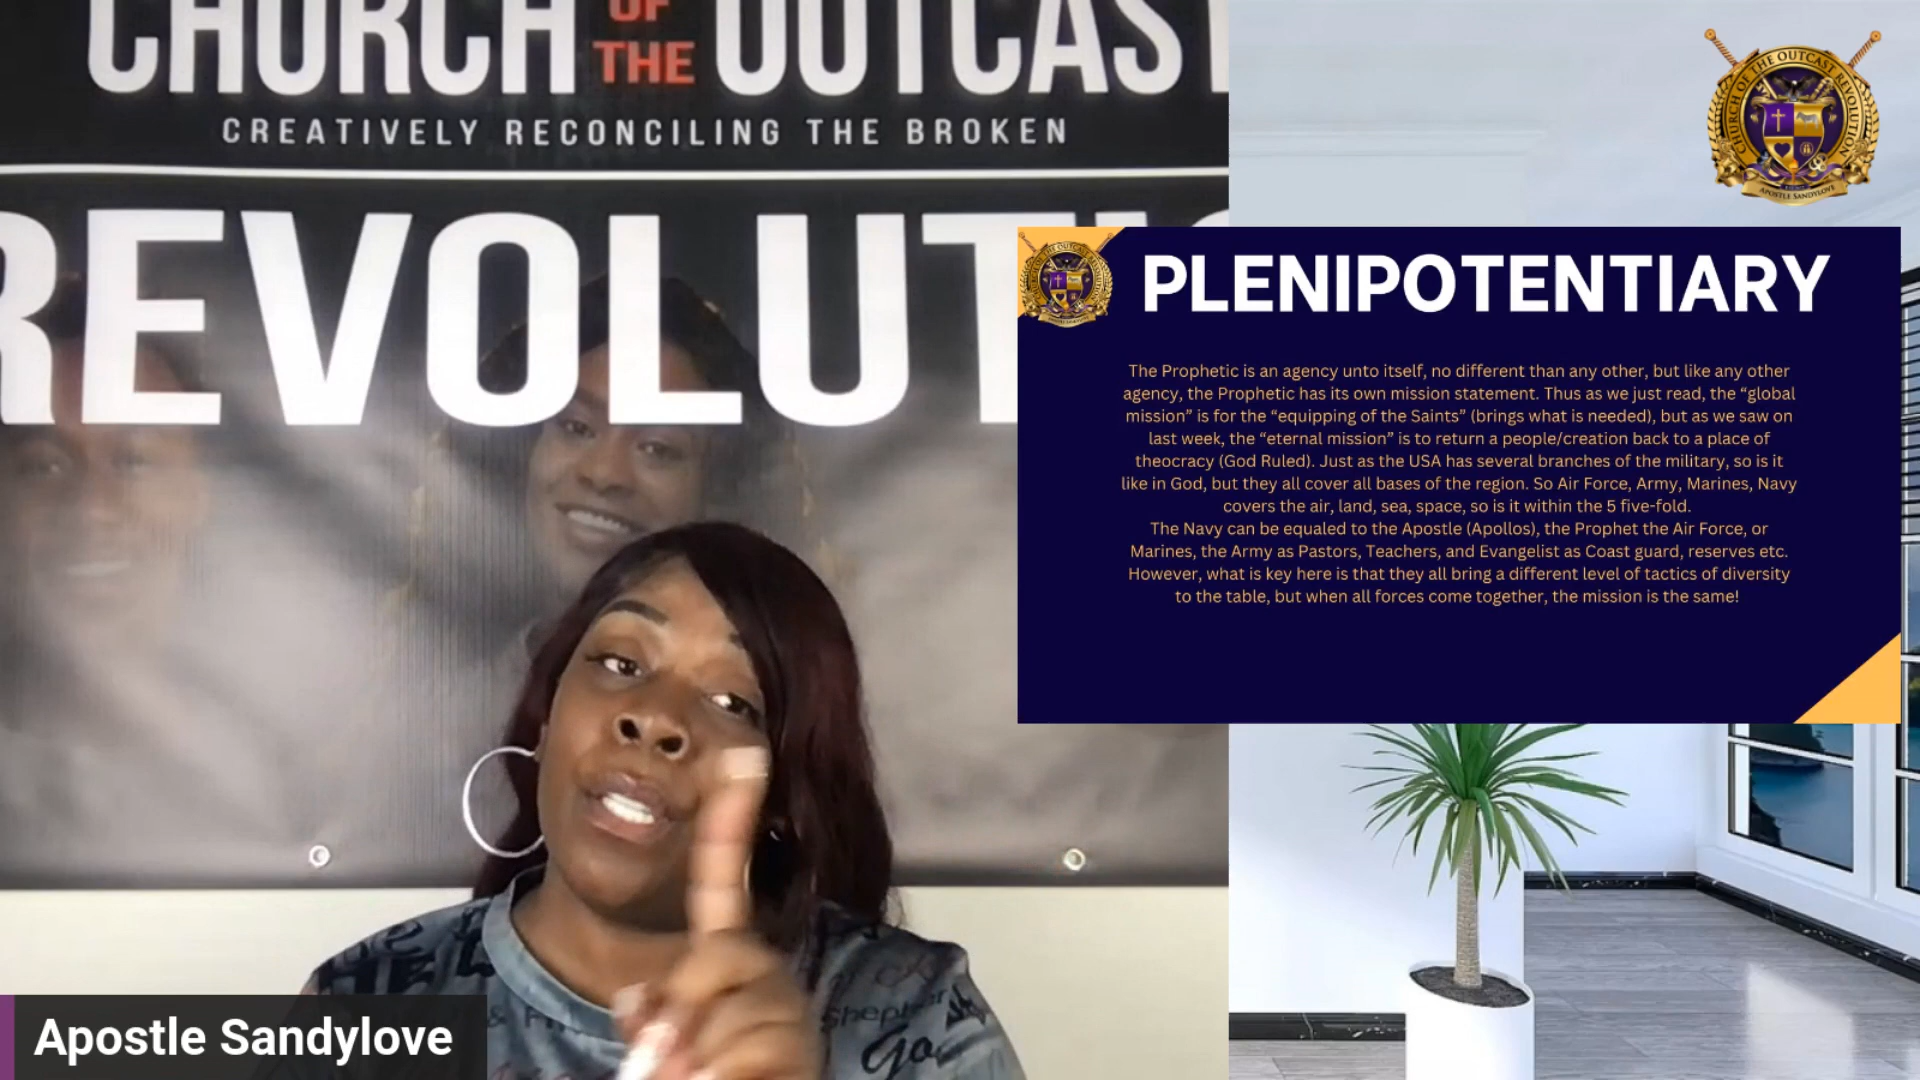 CHURCH OF THE OUTCAST
CREATIVELY RECONCILING THE BROKEN
REVOLUTI
CHURCH OF THE OUTCAST REVOLUTION
APOSTLE SANDYLOVE
PLENIPOTENTIARY
The Prophetic is an agency unto itself, no different than any other, but like any other
agency, the Prophetic has its own mission statement. Thus as we just read, the “global
mission” is for the “equipping of the Saints” (brings what is needed), but as we saw on
last week, the “eternal mission” is to return a people/creation back to a place of
theocracy (God Ruled). Just as the USA has several branches of the military, so is it
like in God, but they all cover all bases of the region. So Air Force, Army, Marines, Navy
covers the air, land, sea, space, so is it within the 5 five-fold.
The Navy can be equaled to the Apostle (Apollos), the Prophet the Air Force, or
Marines, the Army as Pastors, Teachers, and Evangelist as Coast guard, reserves etc.
However, what is key here is that they all bring a different level of tactics of diversity
to the table, but when all forces come together, the mission is the same!
Shepherd
Apostle Sandylove